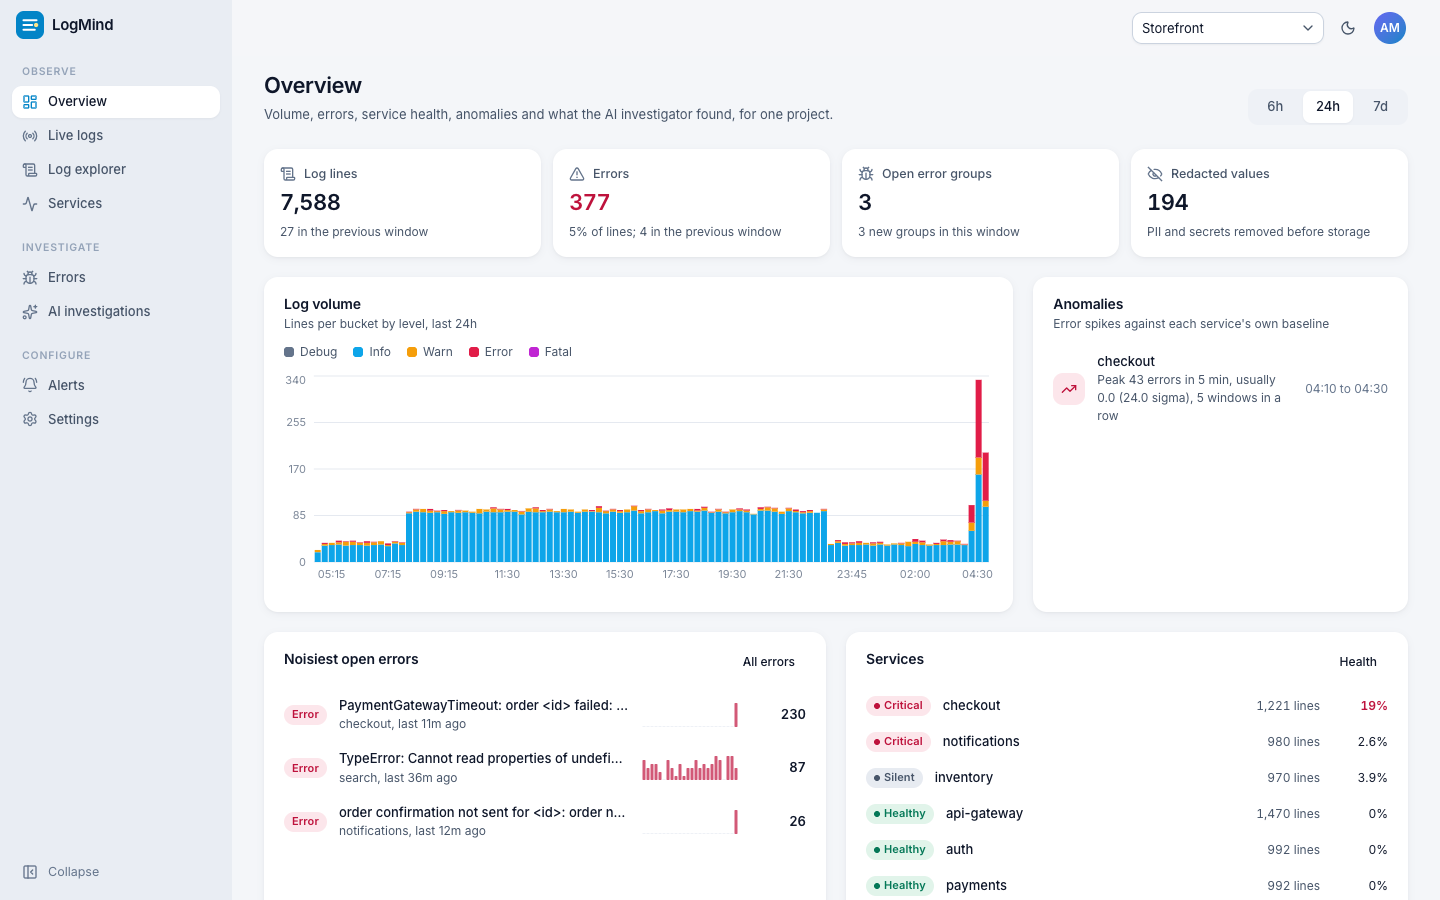 LogMind
Storefront
AM
OBSERVE
Overview
Live logs
Log explorer
Services
INVESTIGATE
Errors
AI investigations
CONFIGURE
Alerts
Settings
Collapse
Overview
Volume, errors, service health, anomalies and what the AI investigator found, for one project.
6h 24h 7d
Log lines
7,588
27 in the previous window
Errors
377
5% of lines; 4 in the previous window
Open error groups
3
3 new groups in this window
Redacted values
194
PII and secrets removed before storage
Log volume
Lines per bucket by level, last 24h
Debug Info Warn Error Fatal
340
255
170
85
0
05:15 07:15 09:15 11:30 13:30 15:30 17:30 19:30 21:30 23:45 02:00 04:30
Anomalies
Error spikes against each service's own baseline
checkout
Peak 43 errors in 5 min, usually
0.0 (24.0 sigma), 5 windows in a
row
04:10 to 04:30
Noisiest open errors
All errors
Error PaymentGatewayTimeout: order <id> failed: ... 230
checkout, last 11m ago
Error TypeError: Cannot read properties of undefi... 87
search, last 36m ago
Error order confirmation not sent for <id>: order n... 26
notifications, last 12m ago
Services
Health
Critical checkout 1,221 lines 19%
Critical notifications 980 lines 2.6%
Silent inventory 970 lines 3.9%
Healthy api-gateway 1,470 lines 0%
Healthy auth 992 lines 0%
Healthy payments 992 lines 0%